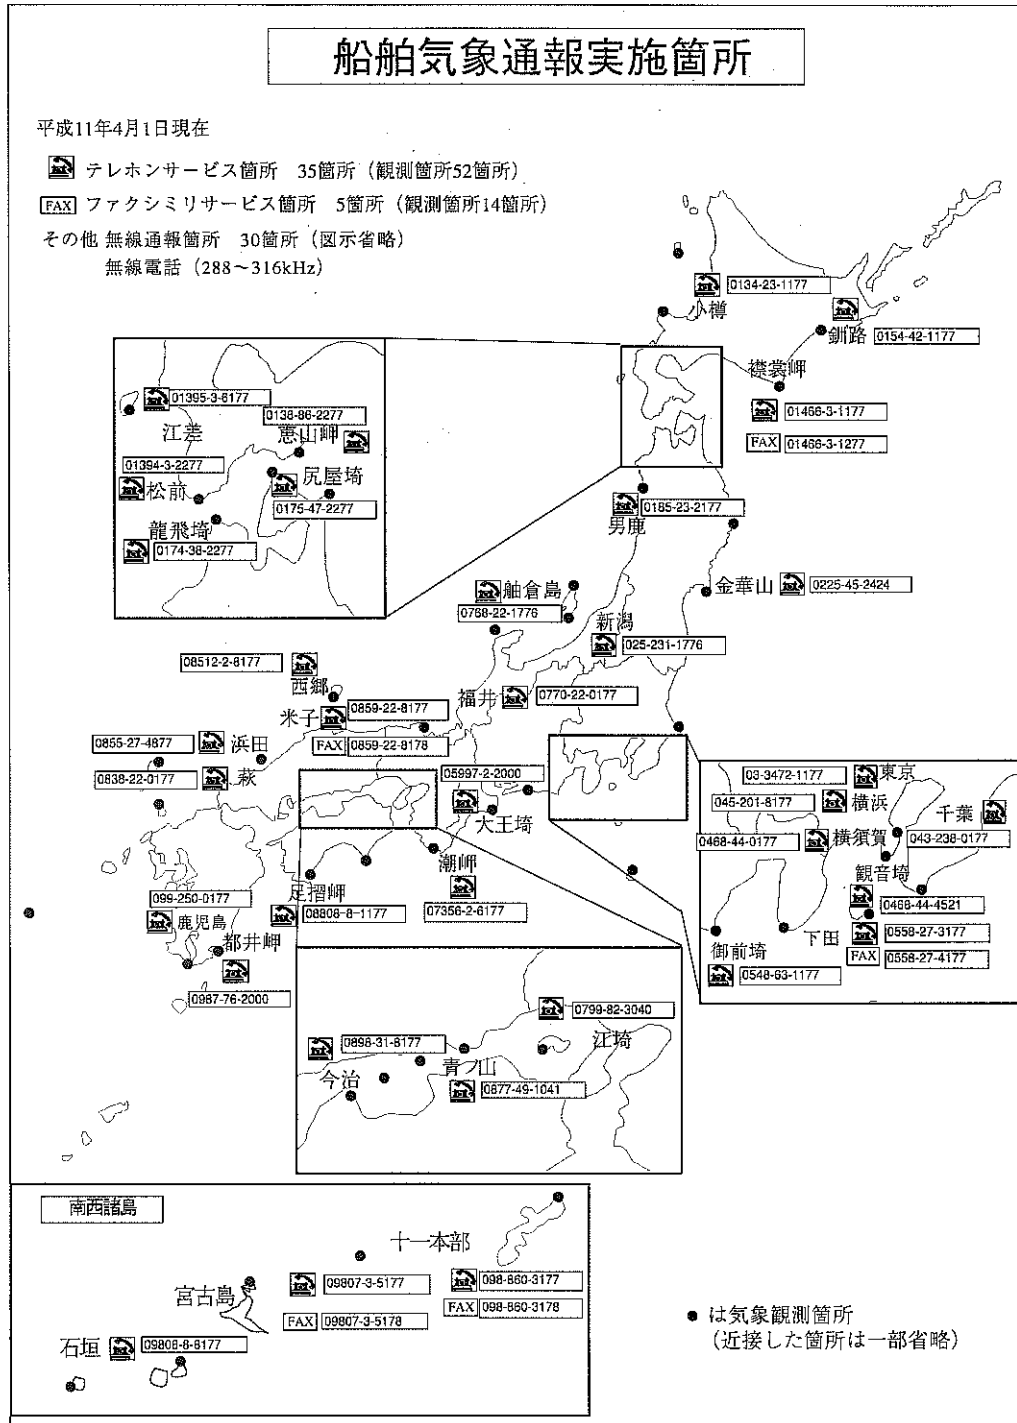 船舶気象通報実施箇所
平成11年4月1日現在
テレホンサービス箇所 35箇所（観測箇所52箇所）
FAX ファクシミリサービス箇所 5箇所（観測箇所14箇所）
その他 無線通報箇所 30箇所（図示省略）
無線電話（288～316kHz）
0134-23-1177
小樽
釧路 0154-42-1177
襟裳岬
01466-3-1177
FAX 01466-3-1277
01395-3-6177
江差
0138-86-2277
恵山岬
01394-3-2277
松前
尻屋埼
0175-47-2277
龍飛埼
0174-38-2277
0185-23-2177
男鹿
金華山 0225-45-2424
舳倉島
0768-22-1776
新潟
025-231-1776
08512-2-6177
西郷
福井 0770-22-0177
米子 0859-22-8177
FAX 0859-22-8178
0855-27-4877 浜田
0838-22-0177 萩
05997-2-2000
大王埼
潮岬
07356-2-6177
足摺岬
08808-8-1177
099-250-0177
鹿児島
都井岬
0987-76-2000
03-3472-1177 東京
045-201-8177 横浜
千葉
0468-44-0177 横須賀 043-238-0177
観音埼
0468-44-4521
下田 0558-27-3177
FAX 0558-27-4177
御前埼
0548-63-1177
0799-82-3040
江埼
0898-31-8177
今治
青ノ山
0877-49-1041
南西諸島
十一本部
宮古島 09807-3-5177
FAX 09807-3-5178
098-860-3177
FAX 098-860-3178
石垣 09808-8-6177
●は気象観測箇所
（近接した箇所は一部省略）